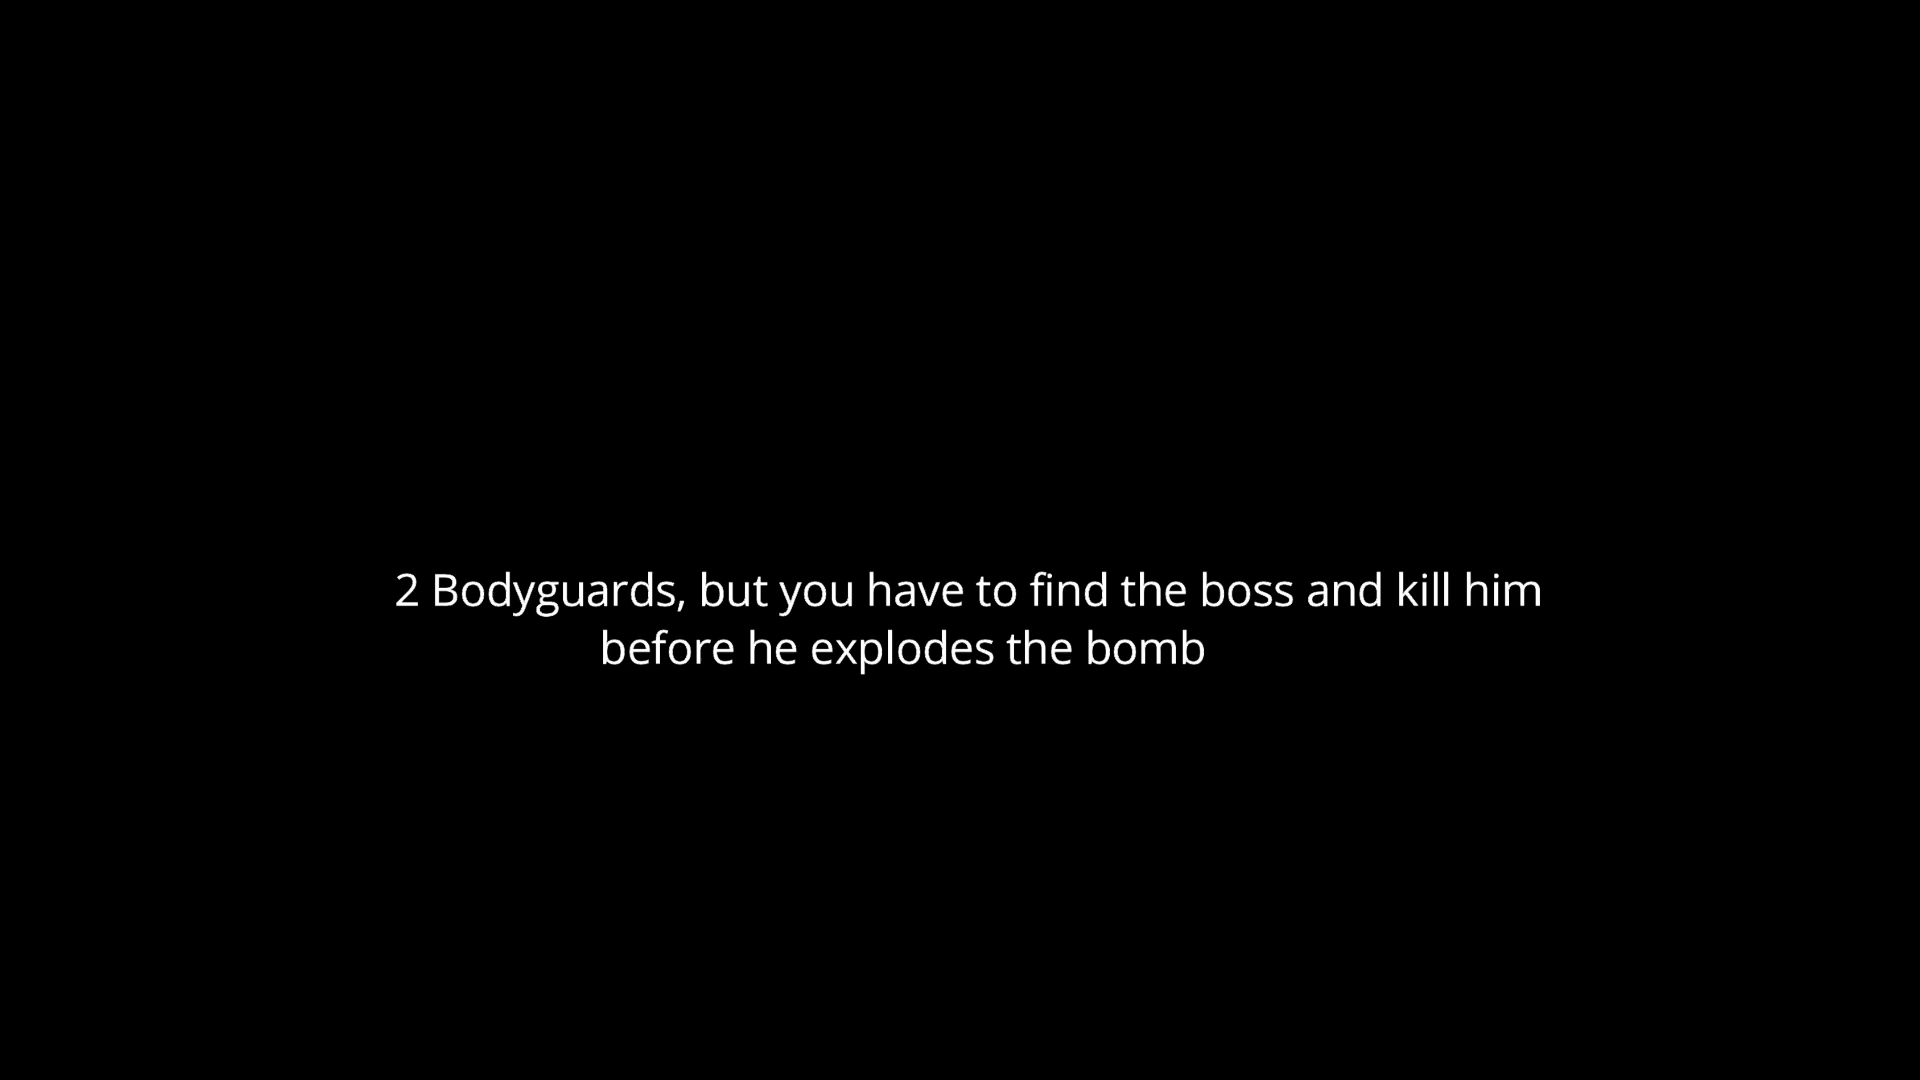 2 Bodyguards, but you have to find the boss and kill him
before he explodes the bomb